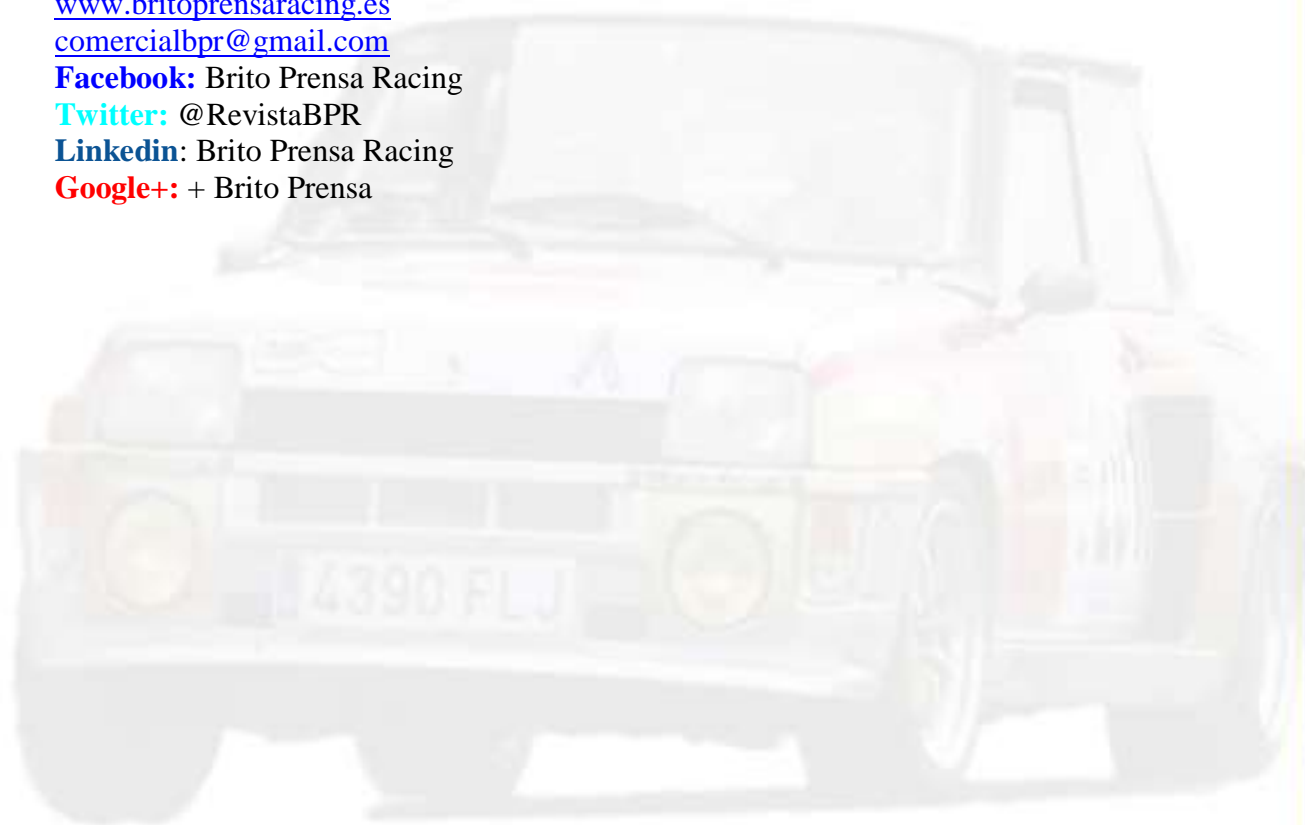 www.britoprensaracing.es
comercialbpr@gmail.com
Facebook: Brito Prensa Racing
Twitter: @RevistaBPR
Linkedin: Brito Prensa Racing
Google+: + Brito Prensa
4390 FLJ